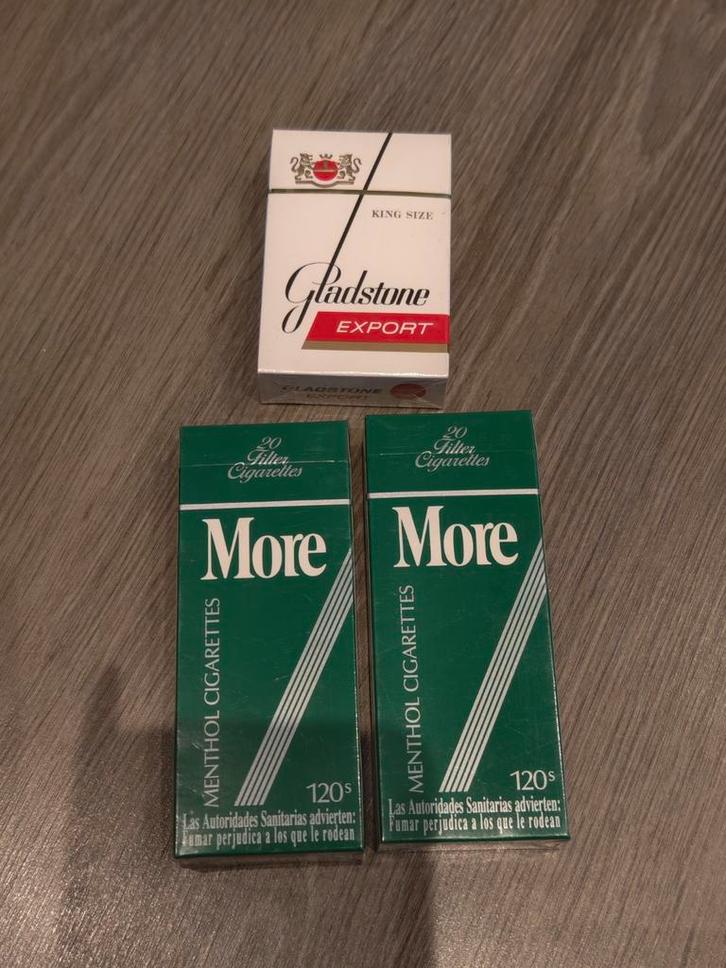 KING SIZE
Gladstone
EXPORT
GLADSTONE
EXPORT
20
Filter
Cigarettes
More
MENTHOL CIGARETTES
120s
Las Autoridades Sanitarias advierten:
Fumar perjudica a los que le rodean
20
Filter
Cigarettes
More
MENTHOL CIGARETTES
120s
Las Autoridades Sanitarias advierten:
Fumar perjudica a los que le rodean